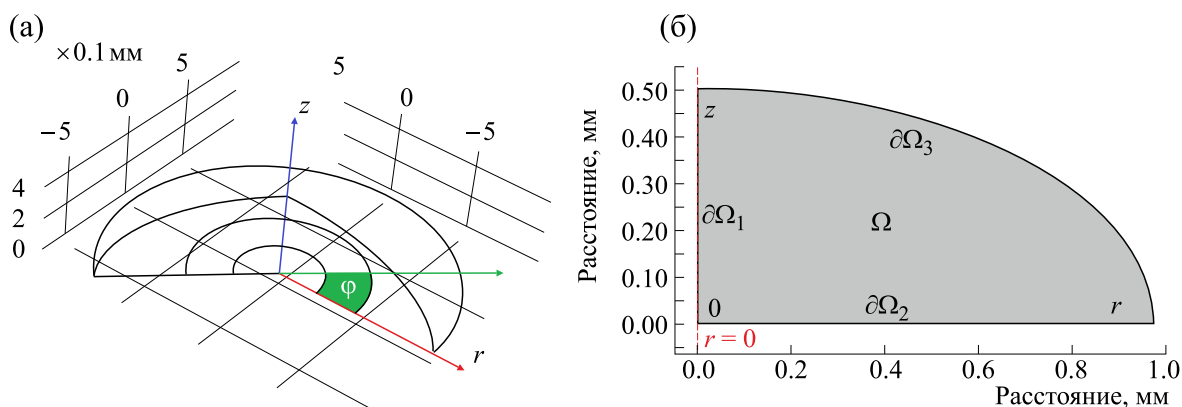 (а)
×0.1 мм
−5
0
5
z
5
0
−5
4
2
0
φ
r
(б)
Расстояние, мм
0.50
0.40
0.30
0.20
0.10
0.00
z
∂Ω3
∂Ω1
Ω
0
∂Ω2
r
r = 0
0.0
0.2
0.4
0.6
0.8
1.0
Расстояние, мм